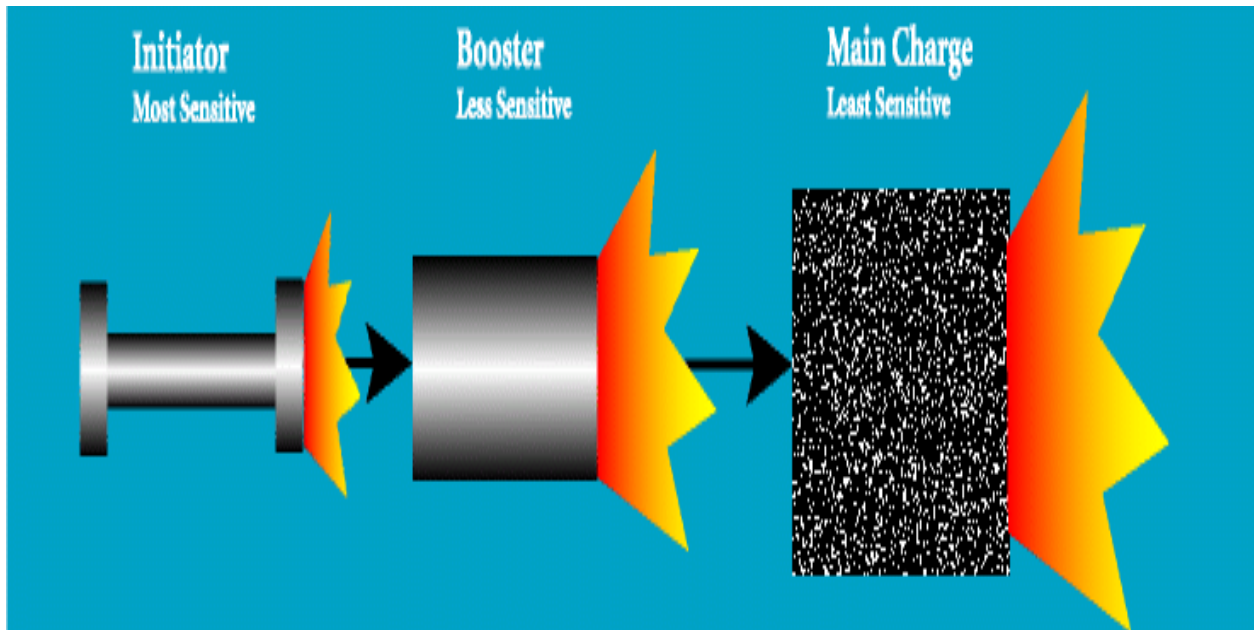 Initiator
Most Sensitive
Booster
Less Sensitive
Main Charge
Least Sensitive